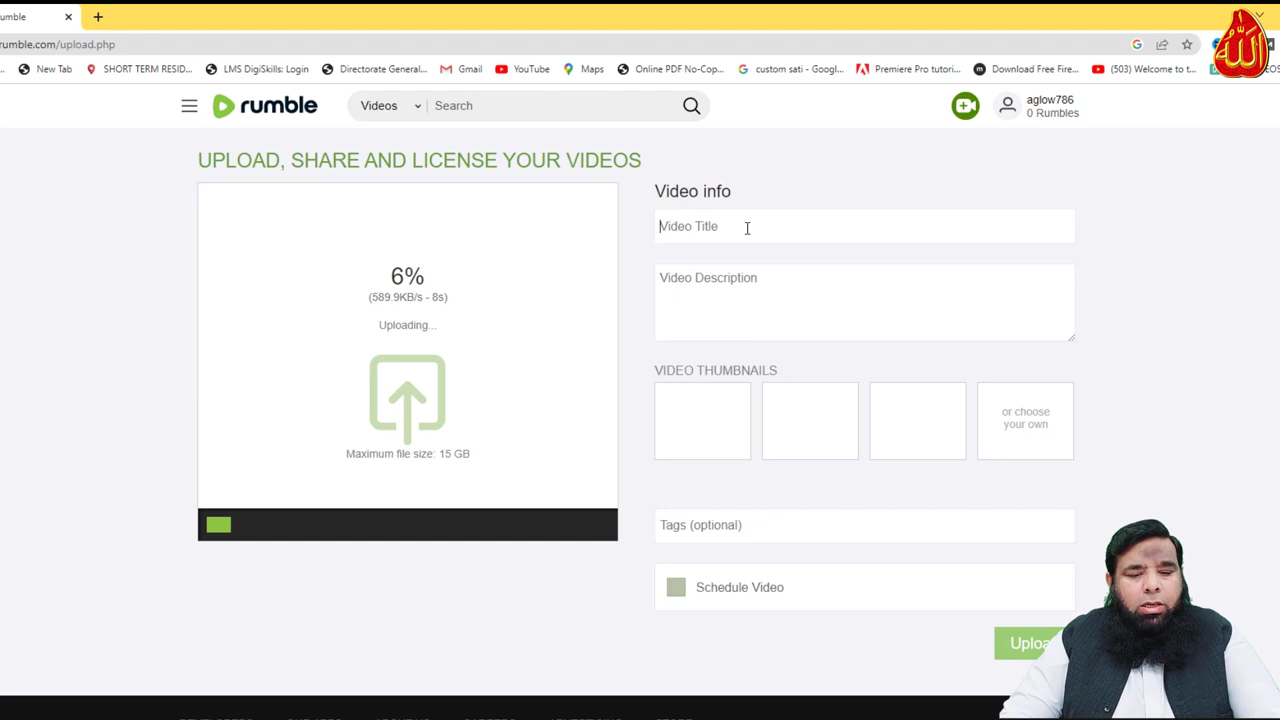 umble
rumble.com/upload.php
New Tab
SHORT TERM RESID...
LMS DigiSkills: Login
Directorate General...
Gmail
YouTube
Maps
Online PDF No-Cop...
custom sati - Googl...
Premiere Pro tutori...
Download Free Fire...
(503) Welcome to t...
الله
rumble
Videos
Search
aglow786
0 Rumbles
UPLOAD, SHARE AND LICENSE YOUR VIDEOS
Video info
Video Title
6%
(589.9KB/s - 8s)
Uploading...
Maximum file size: 15 GB
Video Description
VIDEO THUMBNAILS
or choose
your own
Tags (optional)
Schedule Video
Uploa